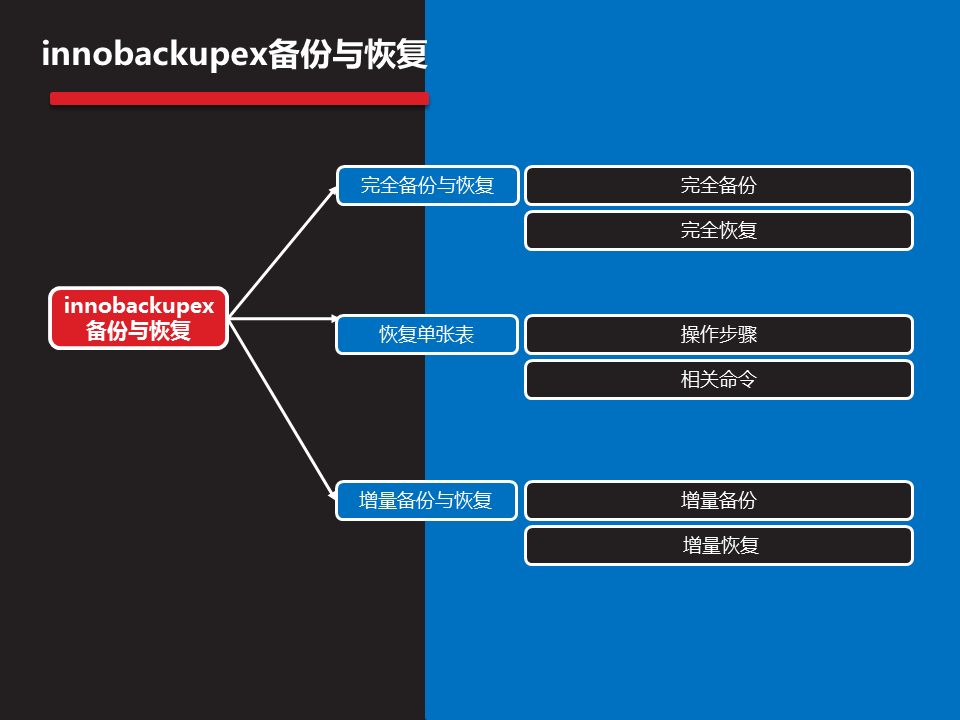 innobackupex备份与恢复
完全备份与恢复
完全备份
完全恢复
innobackupex
备份与恢复
恢复单张表
操作步骤
相关命令
增量备份与恢复
增量备份
增量恢复